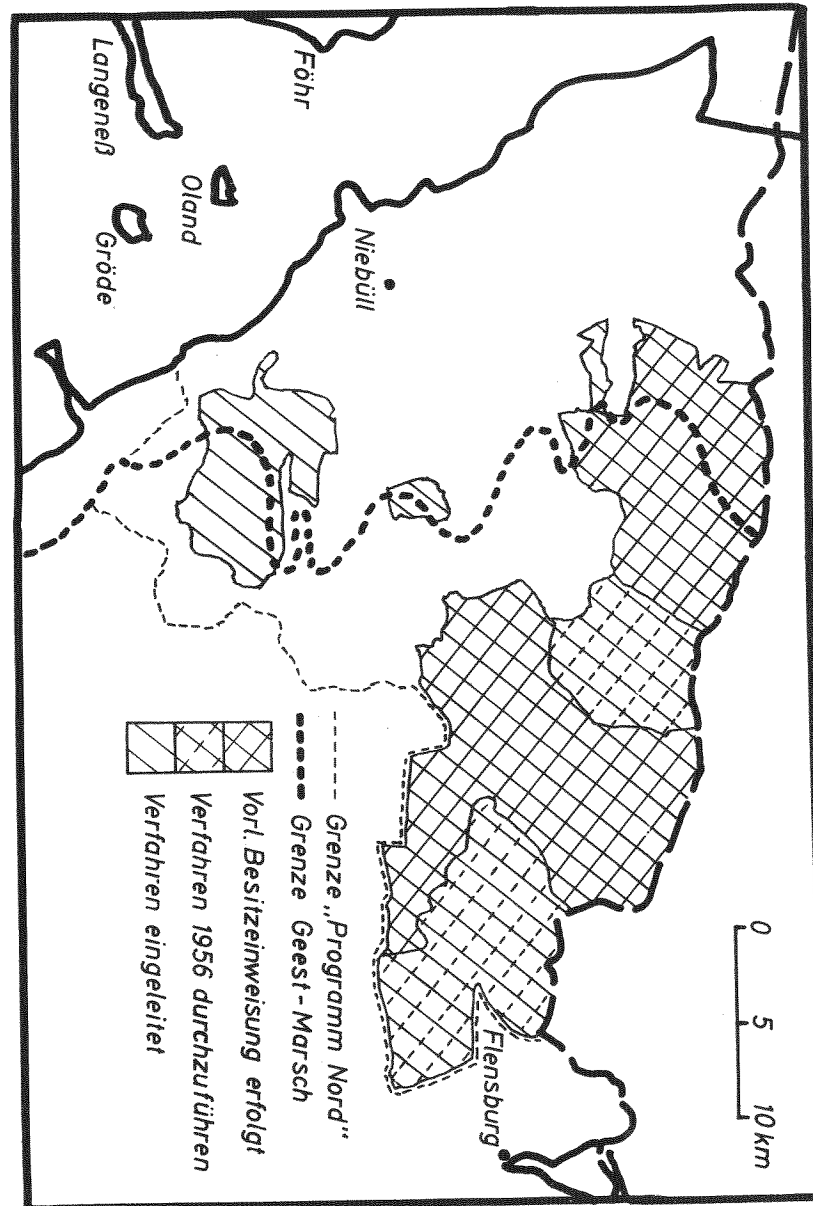 Föhr
Langeneß
Oland
Gröde
Niebüll
Flensburg
0 5 10 km
Grenze „Programm Nord"
Grenze Geest-Marsch
Vorl. Besitzeinweisung erfolgt
Verfahren 1956 durchzuführen
Verfahren eingeleitet